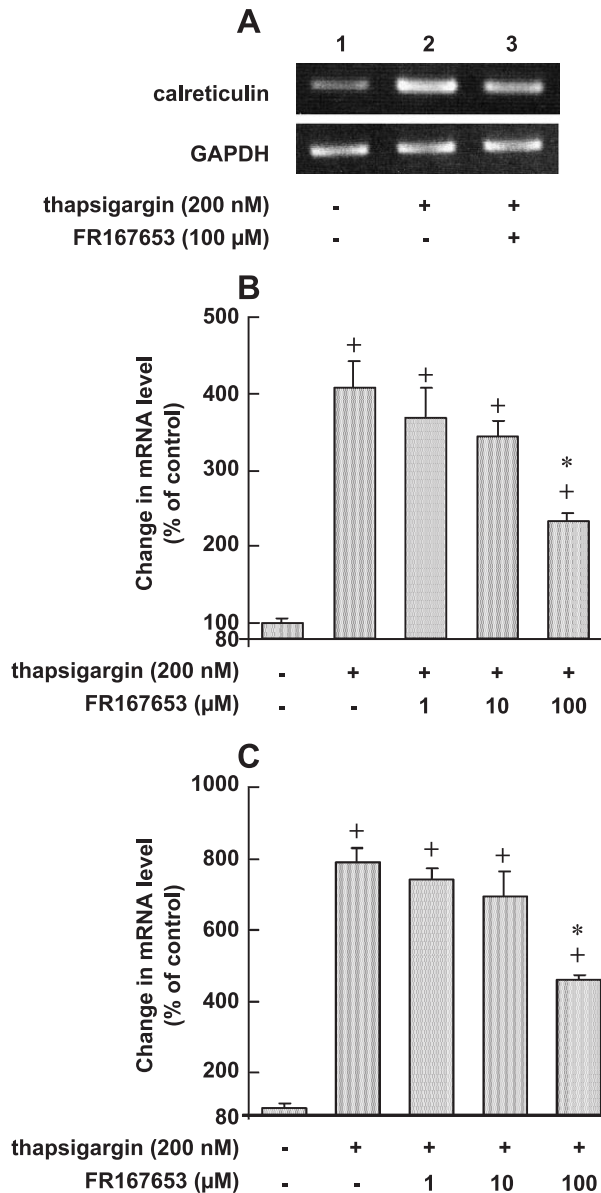 A
1 2 3
calreticulin
GAPDH
thapsigargin (200 nM) - + +
FR167653 (100 µM) - - +
B
500
400
300
200
100
80
Change in mRNA level
(% of control)
+ + + * +
thapsigargin (200 nM) - + + + +
FR167653 (µM) - - 1 10 100
C
1000
800
600
400
200
80
Change in mRNA level
(% of control)
+ + + * +
thapsigargin (200 nM) - + + + +
FR167653 (µM) - - 1 10 100